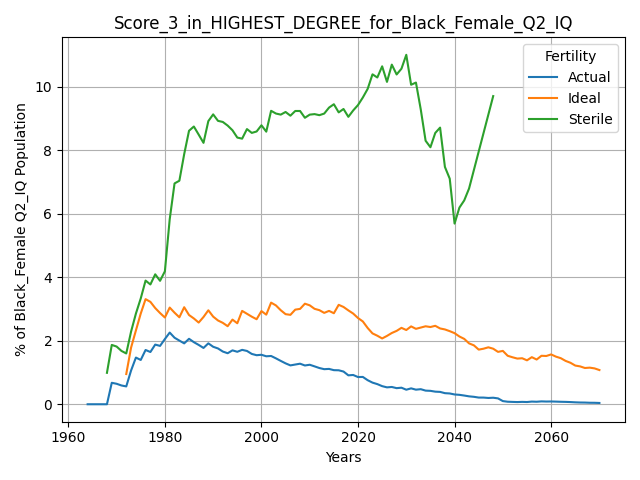 Score_3_in_HIGHEST_DEGREE_for_Black_Female_Q2_IQ
% of Black_Female Q2_IQ Population
10
8
6
4
2
0
Fertility
Actual
Ideal
Sterile
1960 1980 2000 2020 2040 2060
Years